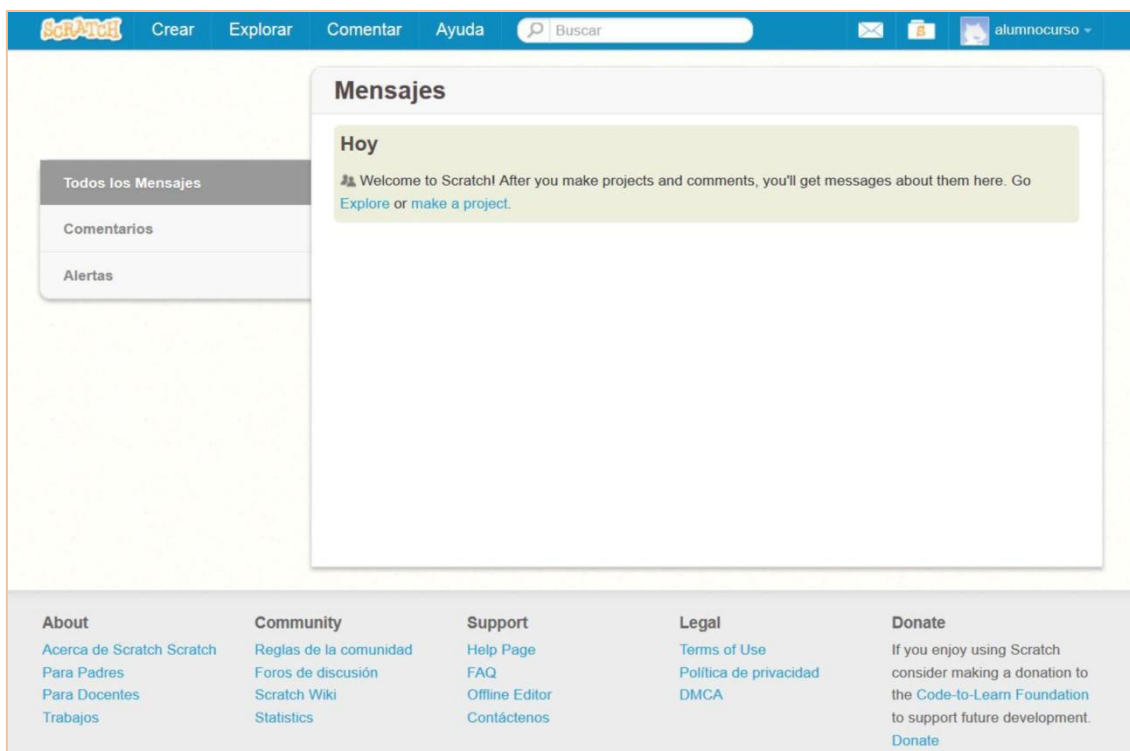 SCRATCH Crear Explorar Comentar Ayuda Buscar alumnocurso
Mensajes
Hoy
Welcome to Scratch! After you make projects and comments, you'll get messages about them here. Go
Explore or make a project.
Todos los Mensajes
Comentarios
Alertas
About
Acerca de Scratch Scratch
Para Padres
Para Docentes
Trabajos
Community
Reglas de la comunidad
Foros de discusión
Scratch Wiki
Statistics
Support
Help Page
FAQ
Offline Editor
Contáctenos
Legal
Terms of Use
Política de privacidad
DMCA
Donate
If you enjoy using Scratch
consider making a donation to
the Code-to-Learn Foundation
to support future development.
Donate